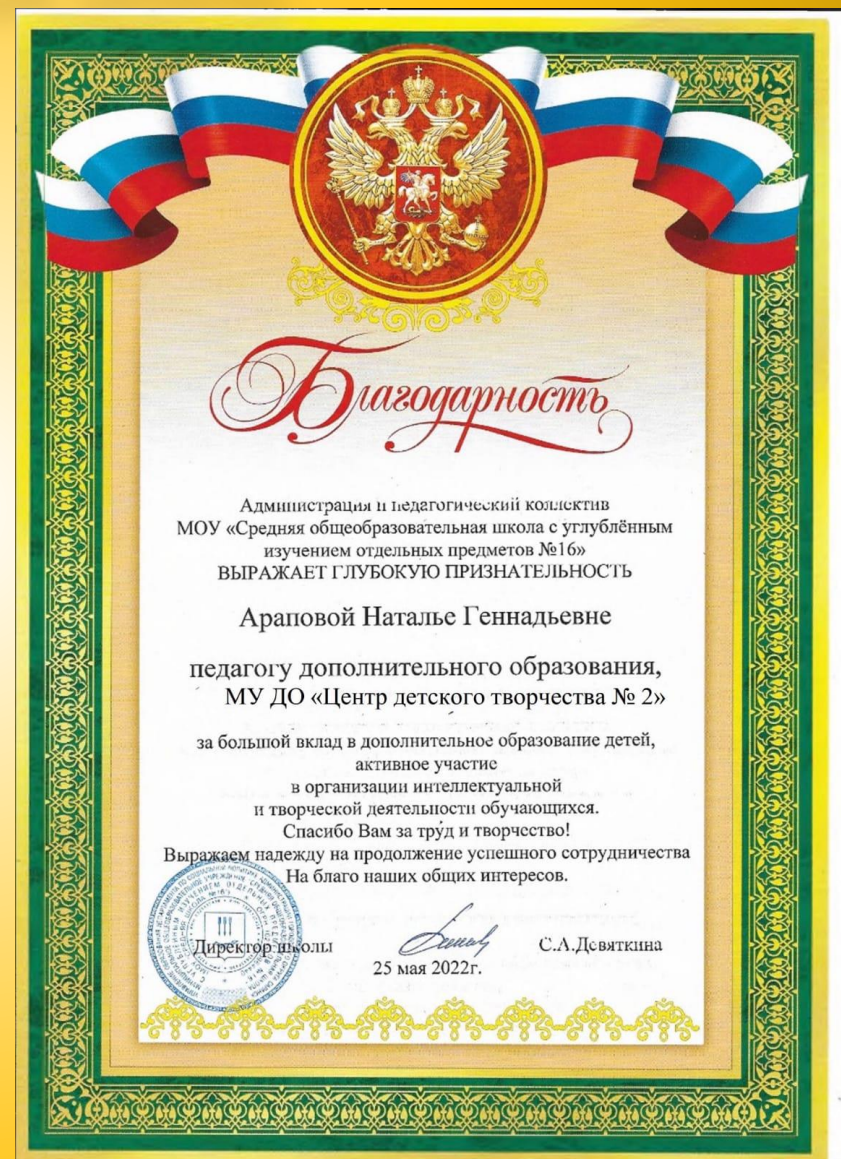 Благодарность
Администрация и педагогический коллектив
МОУ «Средняя общеобразовательная школа с углублённым
изучением отдельных предметов №16»
ВЫРАЖАЕТ ГЛУБОКУЮ ПРИЗНАТЕЛЬНОСТЬ
Араповой Наталье Геннадьевне
педагогу дополнительного образования,
МУ ДО «Центр детского творчества № 2»
за большой вклад в дополнительное образование детей,
активное участие
в организации интеллектуальной
и творческой деятельности обучающихся.
Спасибо Вам за труд и творчество!
Выражаем надежду на продолжение успешного сотрудничества
На благо наших общих интересов.
Директор школы С.А.Девяткина
25 мая 2022г.